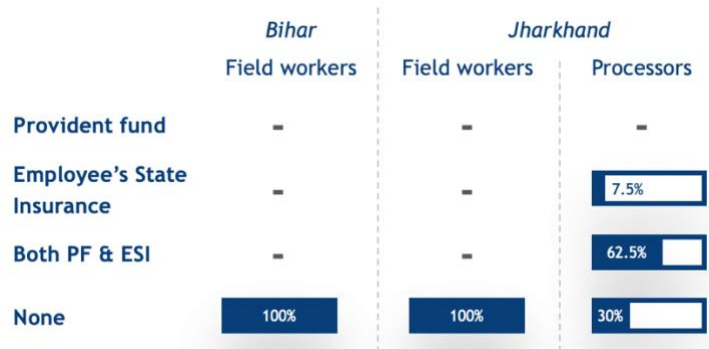 Bihar Jharkhand
Field workers Field workers Processors
Provident fund - - -
Employee's State
Insurance - - 7.5%
Both PF & ESI - - 62.5%
None 100% 100% 30%